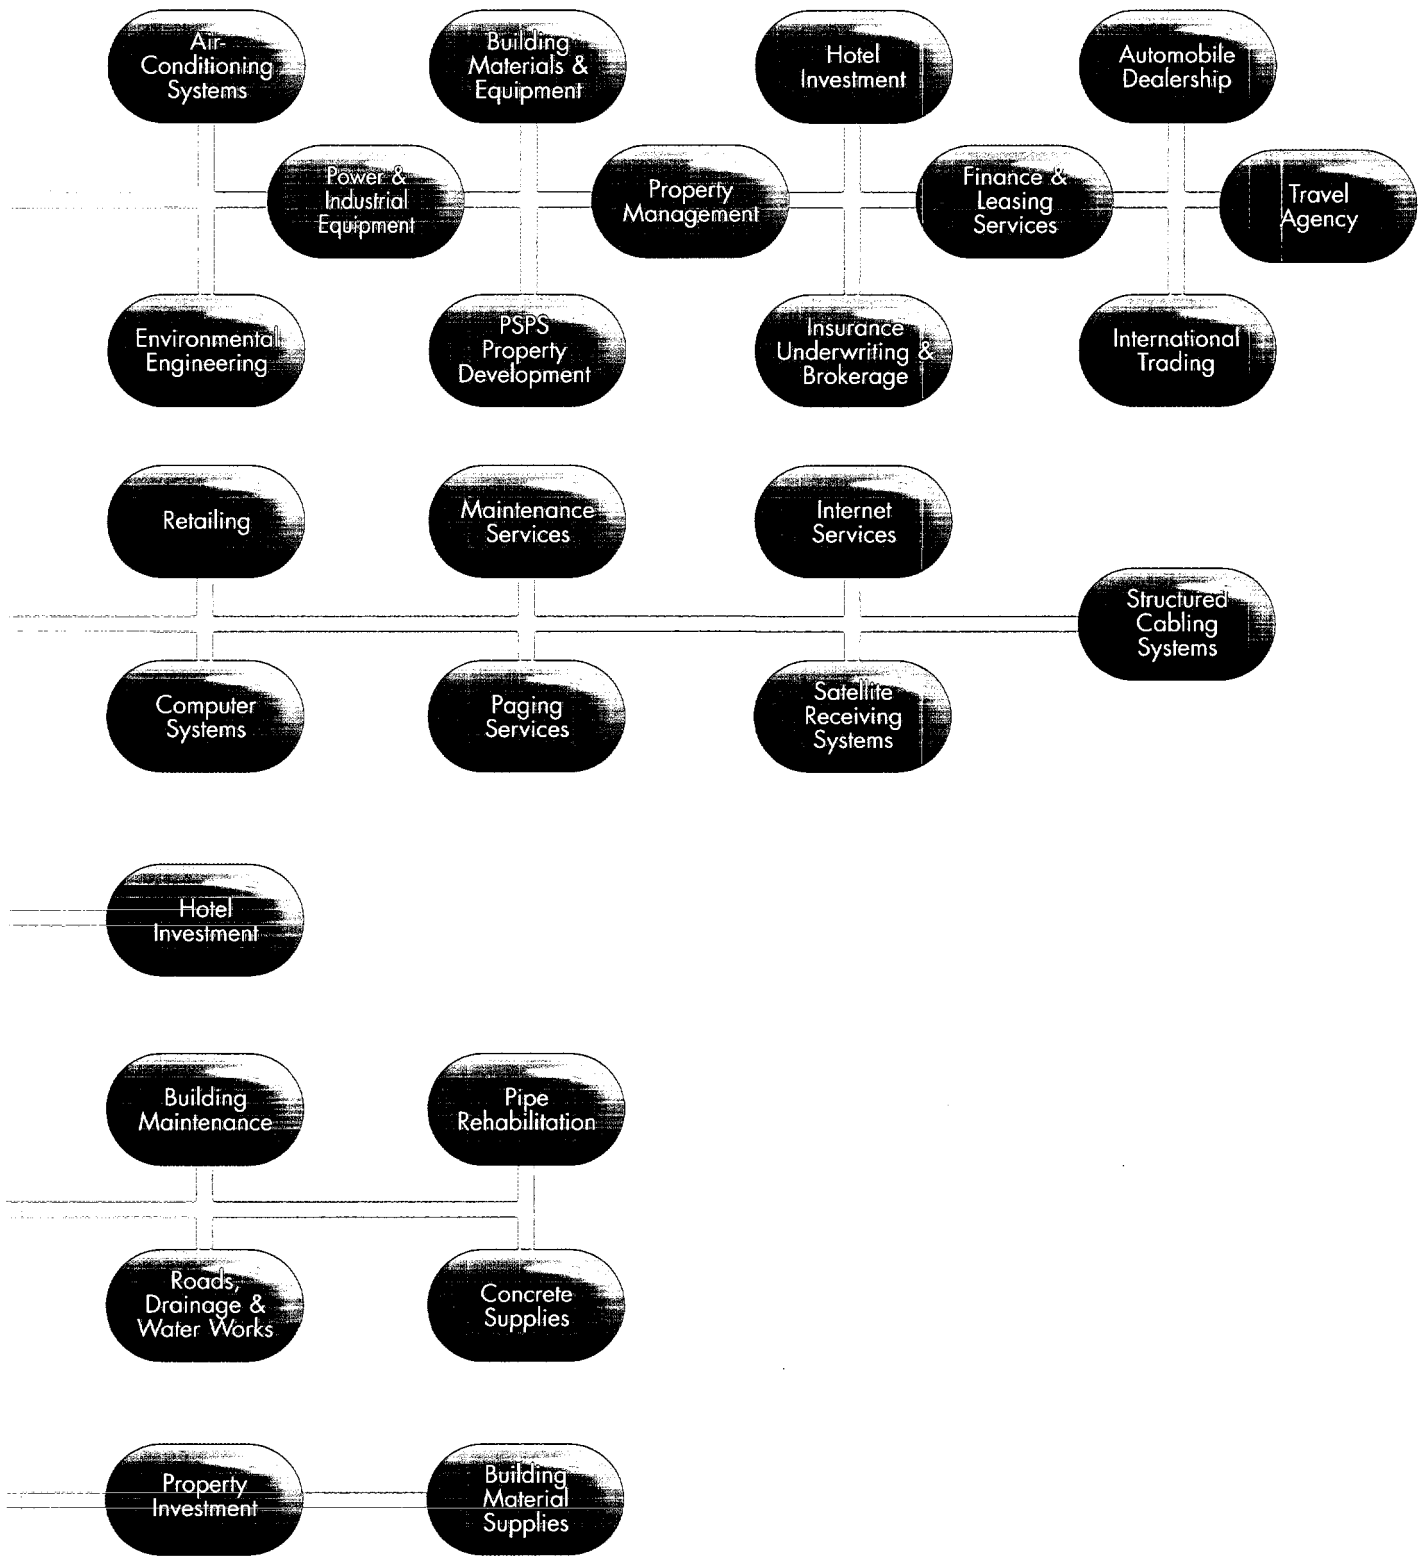 Air-
Conditioning
Systems
Building
Materials &
Equipment
Hotel
Investment
Automobile
Dealership
Power &
Industrial
Equipment
Property
Management
Finance &
Leasing
Services
Travel
Agency
Environmental
Engineering
PSPS
Property
Development
Insurance
Underwriting &
Brokerage
International
Trading
Retailing
Maintenance
Services
Internet
Services
Structured
Cabling
Systems
Computer
Systems
Paging
Services
Satellite
Receiving
Systems
Hotel
Investment
Building
Maintenance
Pipe
Rehabilitation
Roads,
Drainage &
Water Works
Concrete
Supplies
Property
Investment
Building
Material
Supplies